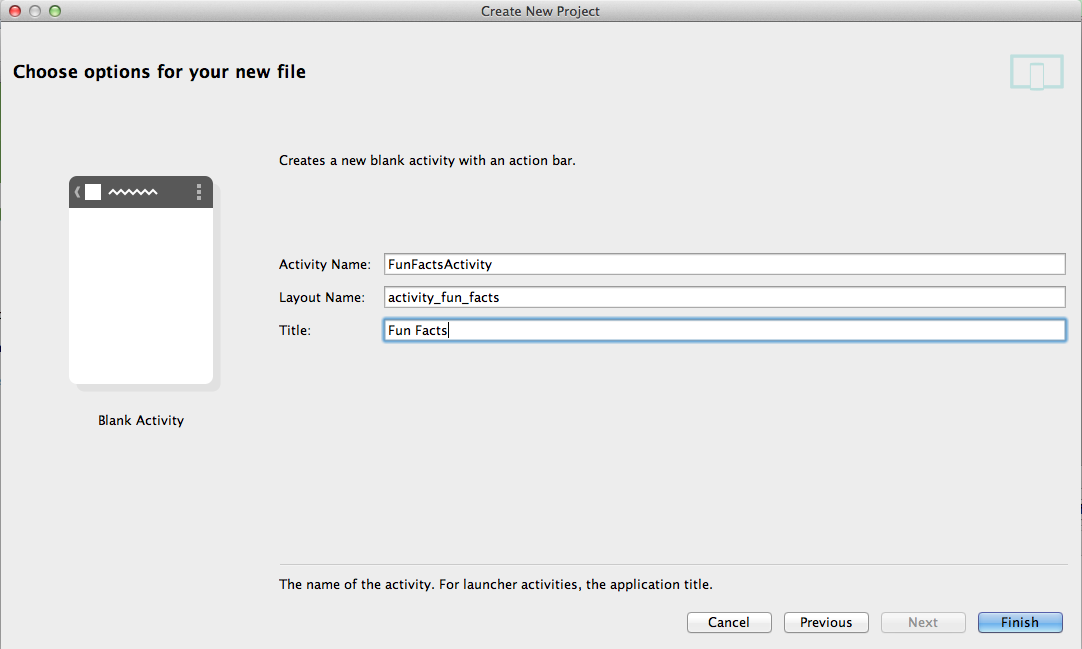 Create New Project
Choose options for your new file
Creates a new blank activity with an action bar.
Activity Name: FunFactsActivity
Layout Name: activity_fun_facts
Title: Fun Facts
Blank Activity
The name of the activity. For launcher activities, the application title.
Cancel Previous Next Finish